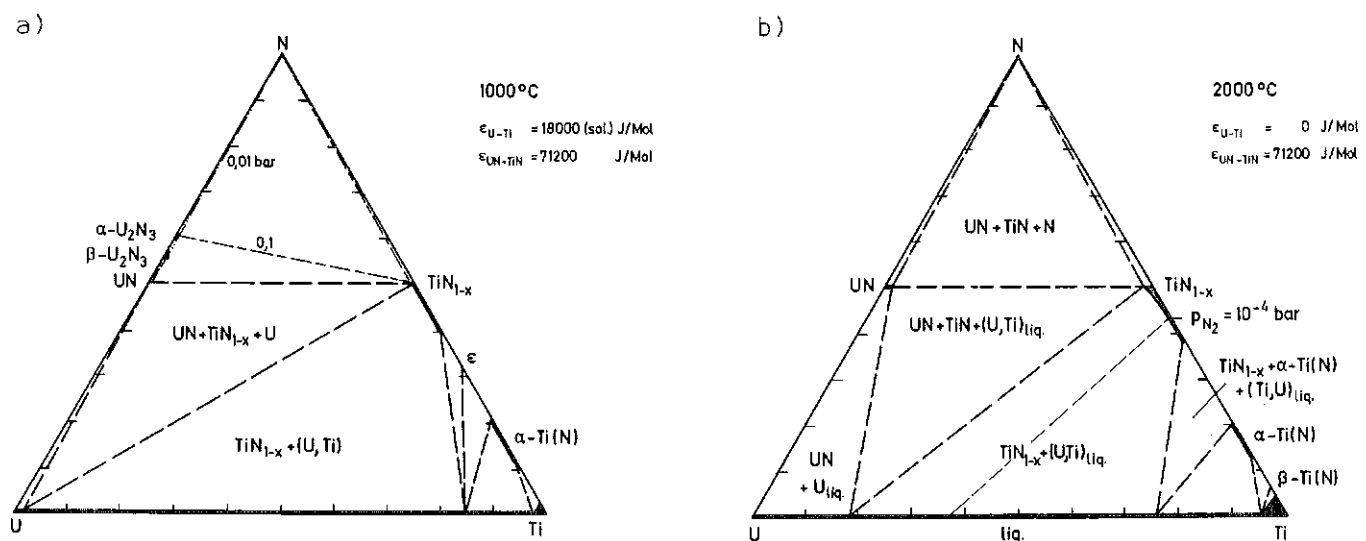 a)
N
1000°C
ε U-Ti = 18000 (sol.) J/Mol
ε UN-TiN = 71200 J/Mol
0,01 bar
α-U₂N₃
β-U₂N₃
0,1
UN
TiN₁₋ₓ
UN+TiN₁₋ₓ+U
ε
α-Ti(N)
TiN₁₋ₓ+(U,Ti)
U
Ti
b)
N
2000°C
ε U-Ti = 0 J/Mol
ε UN-TiN = 71200 J/Mol
UN+TiN+N
UN
TiN₁₋ₓ
UN+TiN+(U,Ti)liq.
pN₂ = 10⁻⁴ bar
TiN₁₋ₓ+α-Ti(N)
+(Ti,U)liq.
α-Ti(N)
UN
+ Uliq.
TiN₁₋ₓ+(U,Ti)liq.
β-Ti(N)
U
liq.
Ti